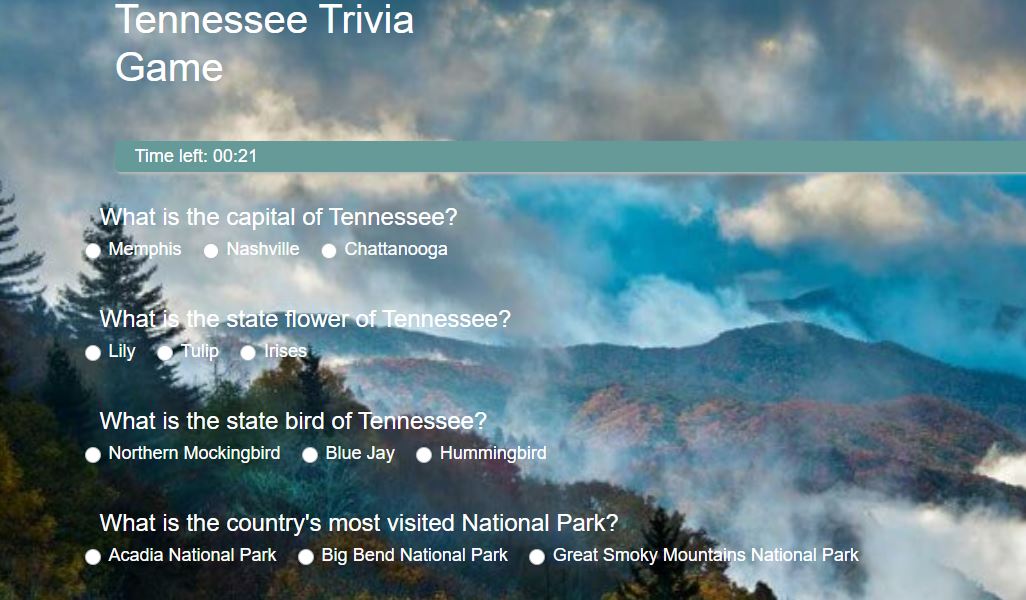 Tennessee Trivia
Game
Time left: 00:21
What is the capital of Tennessee?
Memphis Nashville Chattanooga
What is the state flower of Tennessee?
Lily Tulip Irises
What is the state bird of Tennessee?
Northern Mockingbird Blue Jay Hummingbird
What is the country's most visited National Park?
Acadia National Park Big Bend National Park Great Smoky Mountains National Park